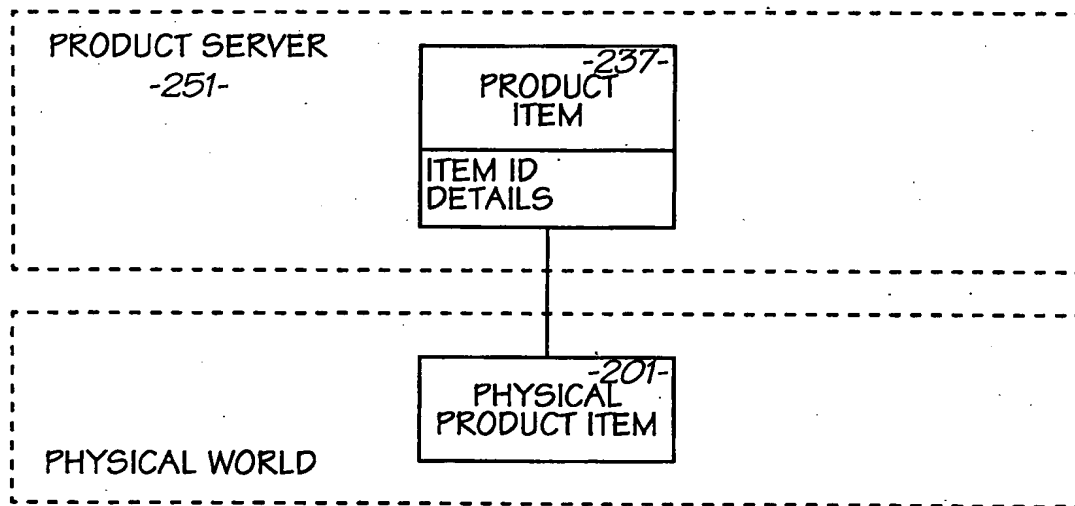 PRODUCT SERVER
-251-
-237-
PRODUCT
ITEM
ITEM ID
DETAILS
-201-
PHYSICAL
PRODUCT ITEM
PHYSICAL WORLD